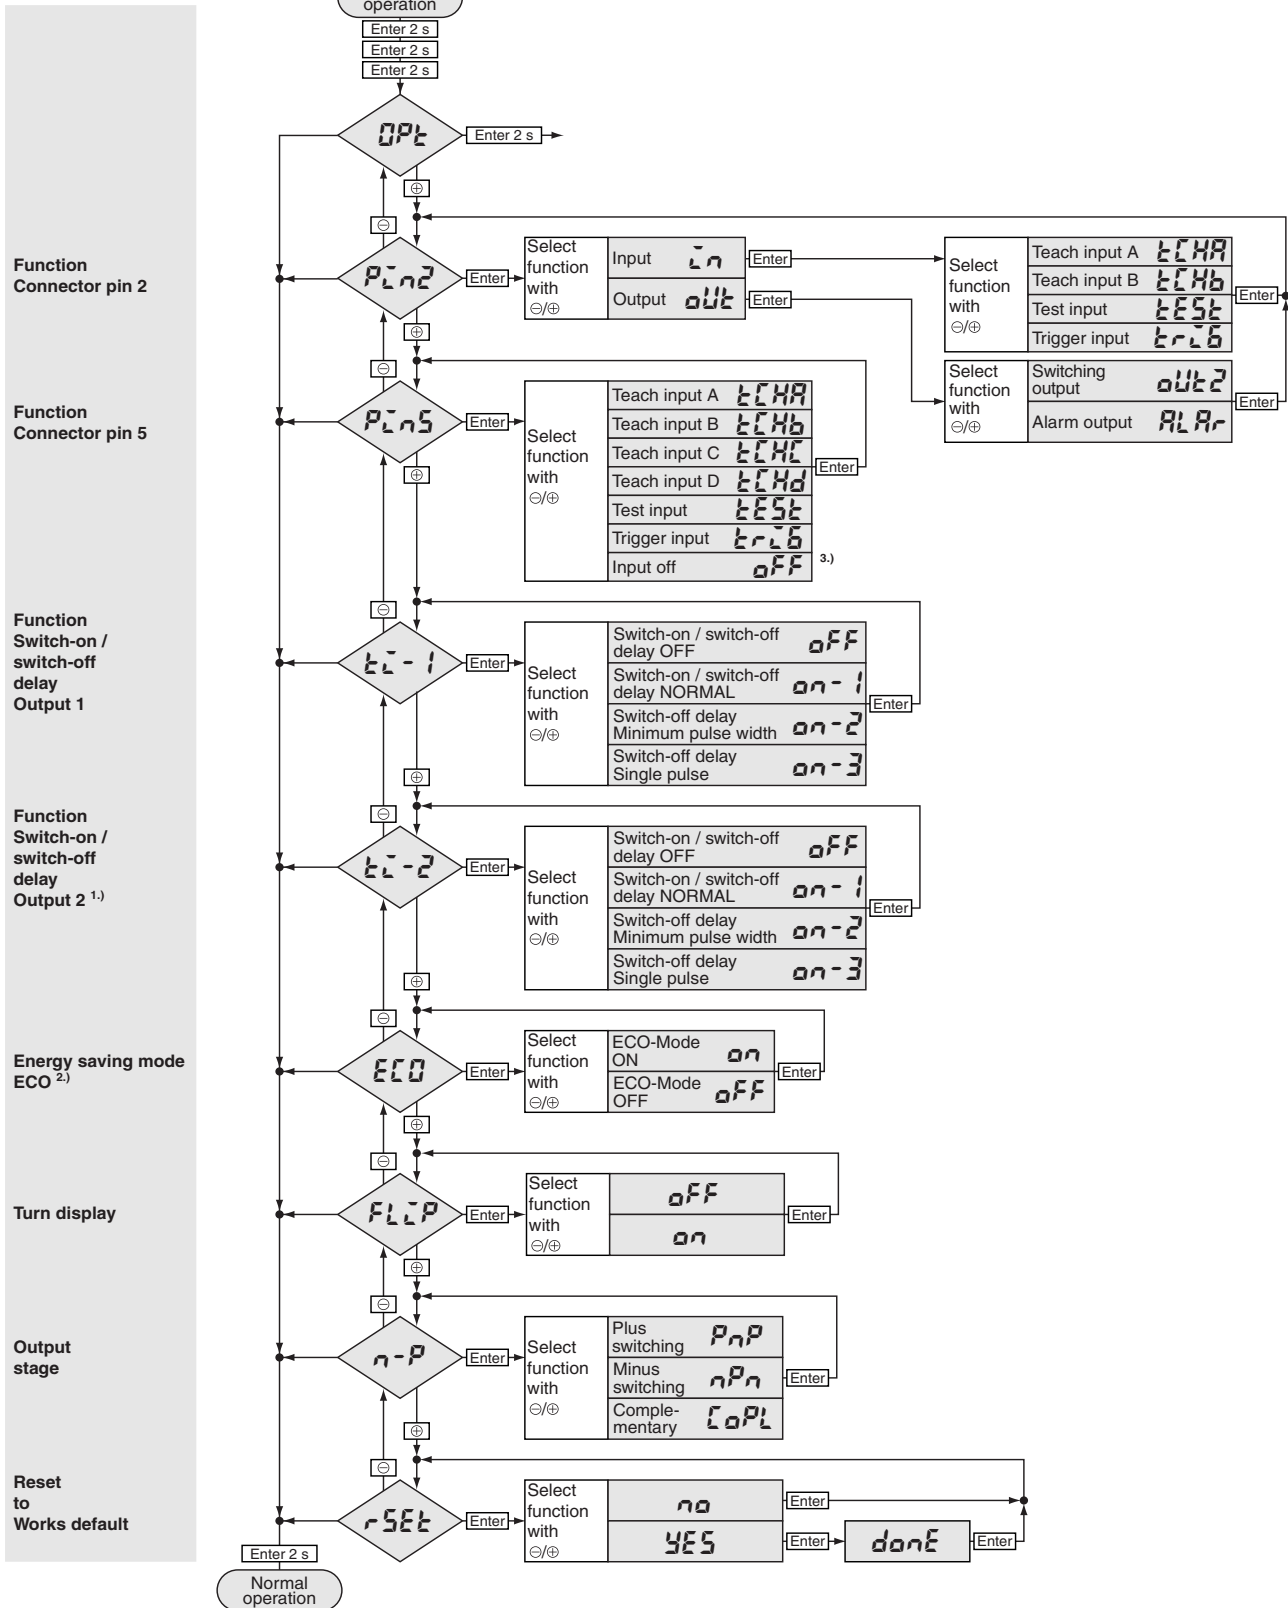 operation
Enter 2 s
Enter 2 s
Enter 2 s
OPt
Enter 2 s
⊕
⊖
Function
Connector pin 2
Pin2
Enter
Select
function
with
⊖/⊕
Input in
Enter
Output oUt
Enter
Select
function
with
⊖/⊕
Teach input A tCHA
Teach input B tCHb
Test input tESt
Trigger input triG
Enter
Select
function
with
⊖/⊕
Switching
output oUt2
Alarm output ALAr
Enter
⊕
⊖
Function
Connector pin 5
Pin5
Enter
Select
function
with
⊖/⊕
Teach input A tCHA
Teach input B tCHb
Teach input C tCHC
Teach input D tCHd
Test input tESt
Trigger input triG
Input off oFF
Enter
3.)
⊕
⊖
Function
Switch-on /
switch-off
delay
Output 1
ti-1
Enter
Select
function
with
⊖/⊕
Switch-on / switch-off
delay OFF oFF
Switch-on / switch-off
delay NORMAL on-1
Switch-off delay
Minimum pulse width on-2
Switch-off delay
Single pulse on-3
Enter
⊕
⊖
Function
Switch-on /
switch-off
delay
Output 2 1.)
ti-2
Enter
Select
function
with
⊖/⊕
Switch-on / switch-off
delay OFF oFF
Switch-on / switch-off
delay NORMAL on-1
Switch-off delay
Minimum pulse width on-2
Switch-off delay
Single pulse on-3
Enter
⊕
⊖
Energy saving mode
ECO 2.)
ECO
Enter
Select
function
with
⊖/⊕
ECO-Mode
ON on
ECO-Mode
OFF oFF
Enter
⊕
⊖
Turn display
FLiP
Enter
Select
function
with
⊖/⊕
oFF
on
Enter
⊕
⊖
Output
stage
n-P
Enter
Select
function
with
⊖/⊕
Plus
switching PnP
Minus
switching nPn
Comple-
mentary CoPL
Enter
⊕
⊖
Reset
to
Works default
rSEt
Enter
Select
function
with
⊖/⊕
no
Enter
YES
Enter
donE
Enter
Enter 2 s
Normal
operation